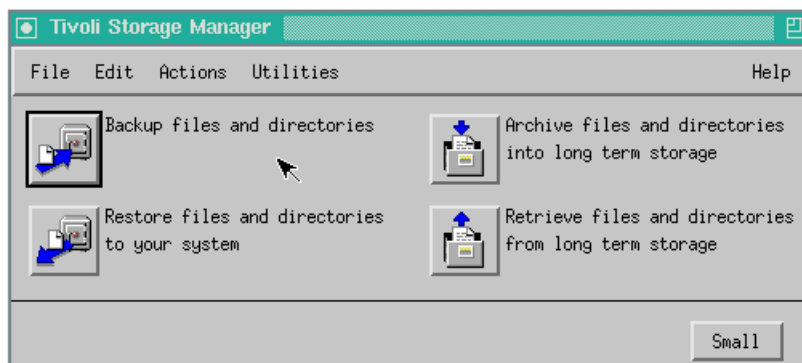 Tivoli Storage Manager
File Edit Actions Utilities Help
Backup files and directories
Archive files and directories
into long term storage
Restore files and directories
to your system
Retrieve files and directories
from long term storage
Small